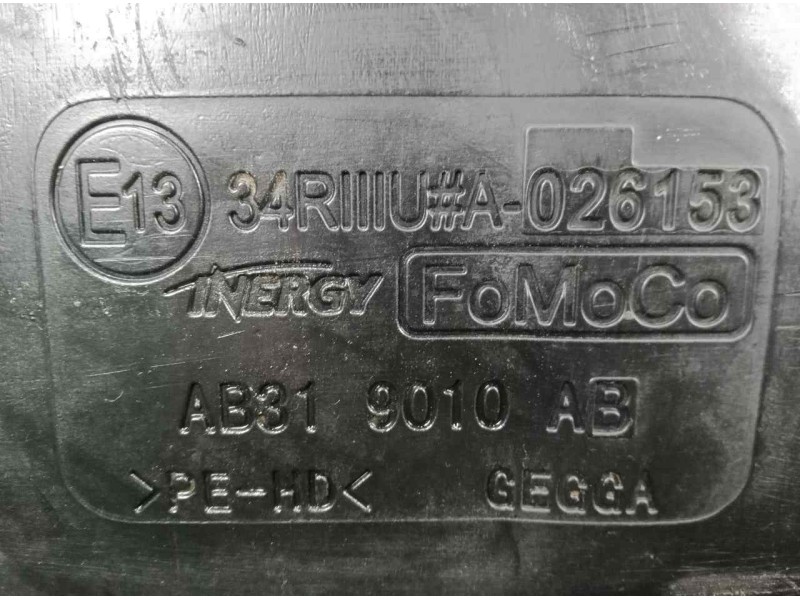 E13 34RIIIU#A-026153
INERGY FoMoCo
AB31 9010 AB
>PE-HD< GEGGA